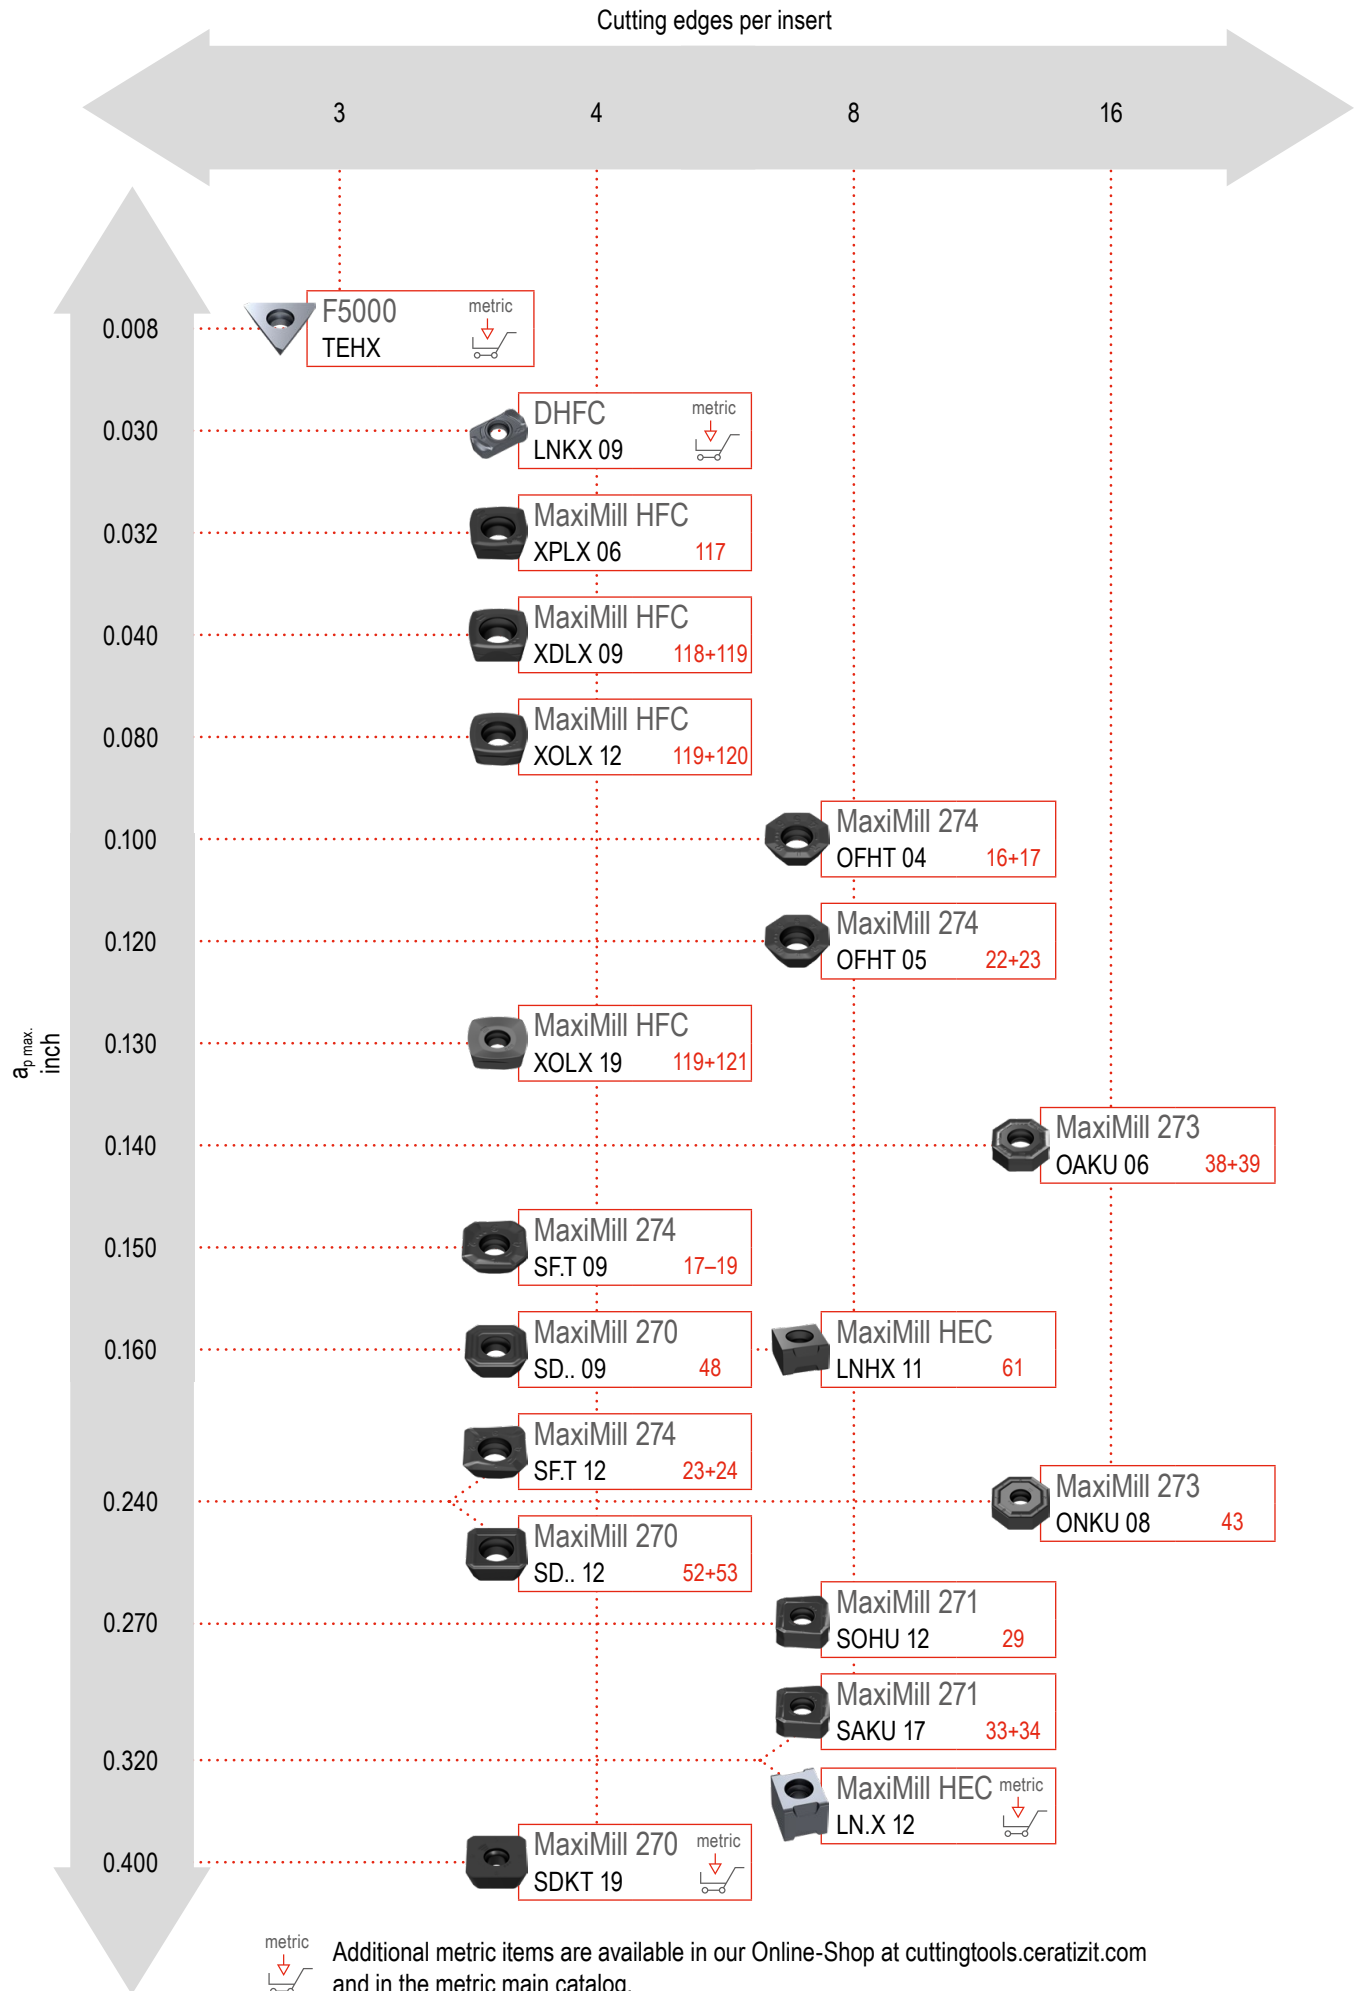 Cutting edges per insert
3
4
8
16
0.008
F5000
metric
TEHX
0.030
DHFC
metric
LNKX 09
0.032
MaxiMill HFC
XPLX 06 117
0.040
MaxiMill HFC
XDLX 09 118+119
0.080
MaxiMill HFC
XOLX 12 119+120
0.100
MaxiMill 274
OFHT 04 16+17
0.120
MaxiMill 274
OFHT 05 22+23
ap max.
inch
0.130
MaxiMill HFC
XOLX 19 119+121
0.140
MaxiMill 273
OAKU 06 38+39
0.150
MaxiMill 274
SF.T 09 17–19
0.160
MaxiMill 270
SD.. 09 48
MaxiMill HEC
LNHX 11 61
MaxiMill 274
SF.T 12 23+24
0.240
MaxiMill 273
ONKU 08 43
MaxiMill 270
SD.. 12 52+53
0.270
MaxiMill 271
SOHU 12 29
MaxiMill 271
SAKU 17 33+34
0.320
MaxiMill HEC
metric
LN.X 12
0.400
MaxiMill 270
metric
SDKT 19
metric
Additional metric items are available in our Online-Shop at cuttingtools.ceratizit.com
and in the metric main catalog.